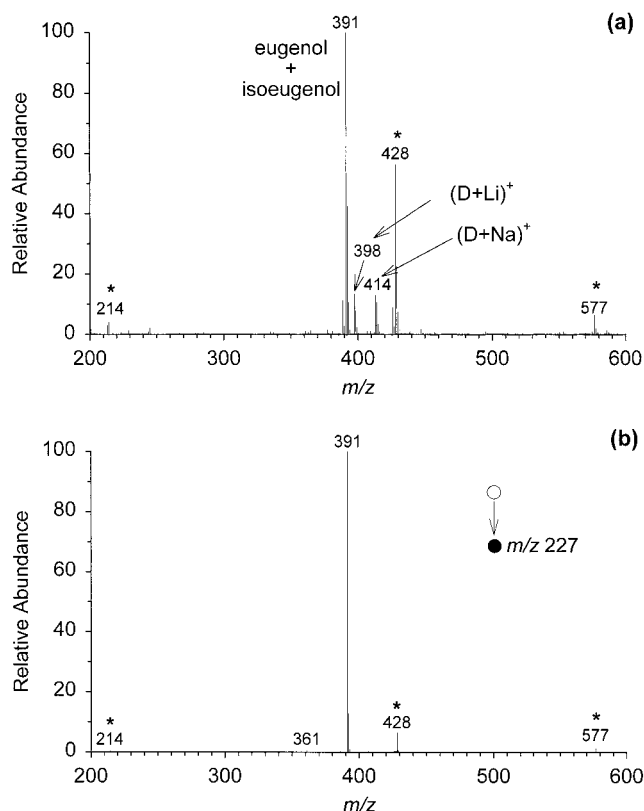 (a)
100
80
60
40
20
0
Relative Abundance
391
eugenol
+
isoeugenol
*
428
(D+Li)+
398
(D+Na)+
414
*
214
*
577
200 300 400 500 600
m/z
(b)
100
80
60
40
20
0
Relative Abundance
391
m/z 227
*
214
361
*
428
*
577
200 300 400 500 600
m/z